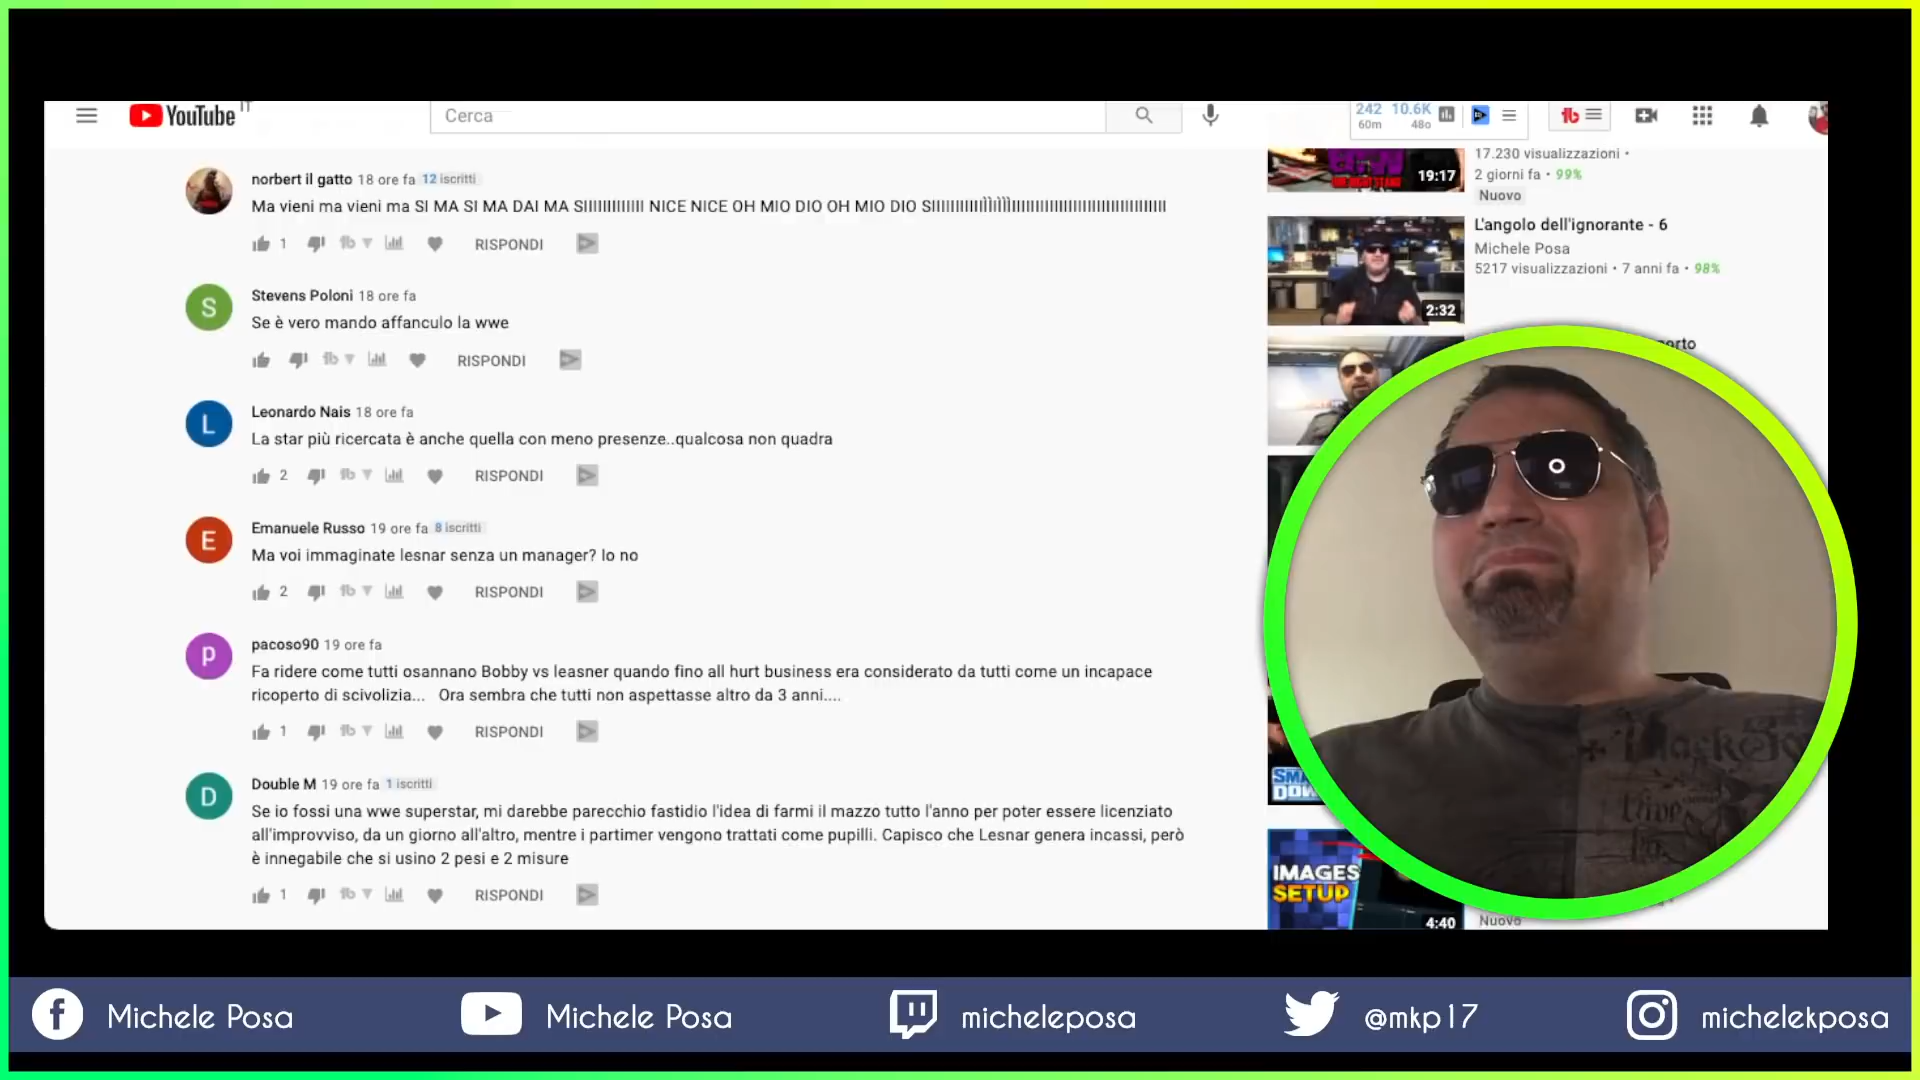 YouTube IT
Cerca
242 10.6K
60m 48o
norbert il gatto 18 ore fa 12 iscritti
Ma vieni ma vieni ma SI MA SI MA DAI MA SIIIIIIIIIIIII NICE NICE OH MIO DIO OH MIO DIO SIIIIIIIIIIÌÌÌIÌÌÌIIIIIIIIIIIIIIIIIIIIIIIIIIIIIIIII
1 RISPONDI
Stevens Poloni 18 ore fa
Se è vero mando affanculo la wwe
RISPONDI
Leonardo Nais 18 ore fa
La star più ricercata è anche quella con meno presenze..qualcosa non quadra
2 RISPONDI
Emanuele Russo 19 ore fa 8 iscritti
Ma voi immaginate lesnar senza un manager? Io no
2 RISPONDI
pacoso90 19 ore fa
Fa ridere come tutti osannano Bobby vs leasner quando fino all hurt business era considerato da tutti come un incapace
ricoperto di scivolizia... Ora sembra che tutti non aspettasse altro da 3 anni....
1 RISPONDI
Double M 19 ore fa 1 iscritti
Se io fossi una wwe superstar, mi darebbe parecchio fastidio l'idea di farmi il mazzo tutto l'anno per poter essere licenziato
all'improvviso, da un giorno all'altro, mentre i partimer vengono trattati come pupilli. Capisco che Lesnar genera incassi, però
è innegabile che si usino 2 pesi e 2 misure
1 RISPONDI
S
L
E
P
D
19:17
17.230 visualizzazioni •
2 giorni fa • 99%
Nuovo
2:32
L'angolo dell'ignorante - 6
Michele Posa
5217 visualizzazioni • 7 anni fa • 98%
IMAGES
SETUP
4:40
Nuovo
Michele Posa
Michele Posa
micheleposa
@mkp17
michelekposa